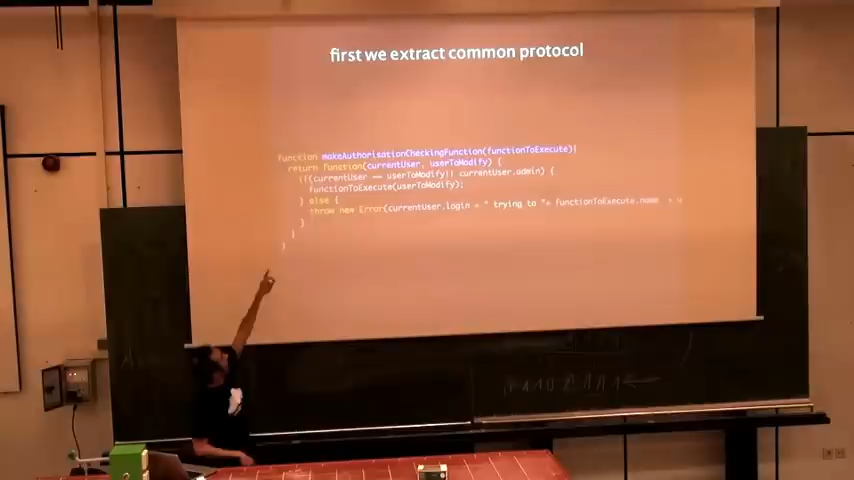 first we extract common protocol
function makeAuthorisationCheckingFunction(functionToExecute){
return function(currentUser, userToModify) {
if(currentUser == userToModify|| currentUser.admin) {
functionToExecute(userToModify);
} else {
throw new Error(currentUser.login + " trying to "+ functionToExecute.name + u
}
}
}